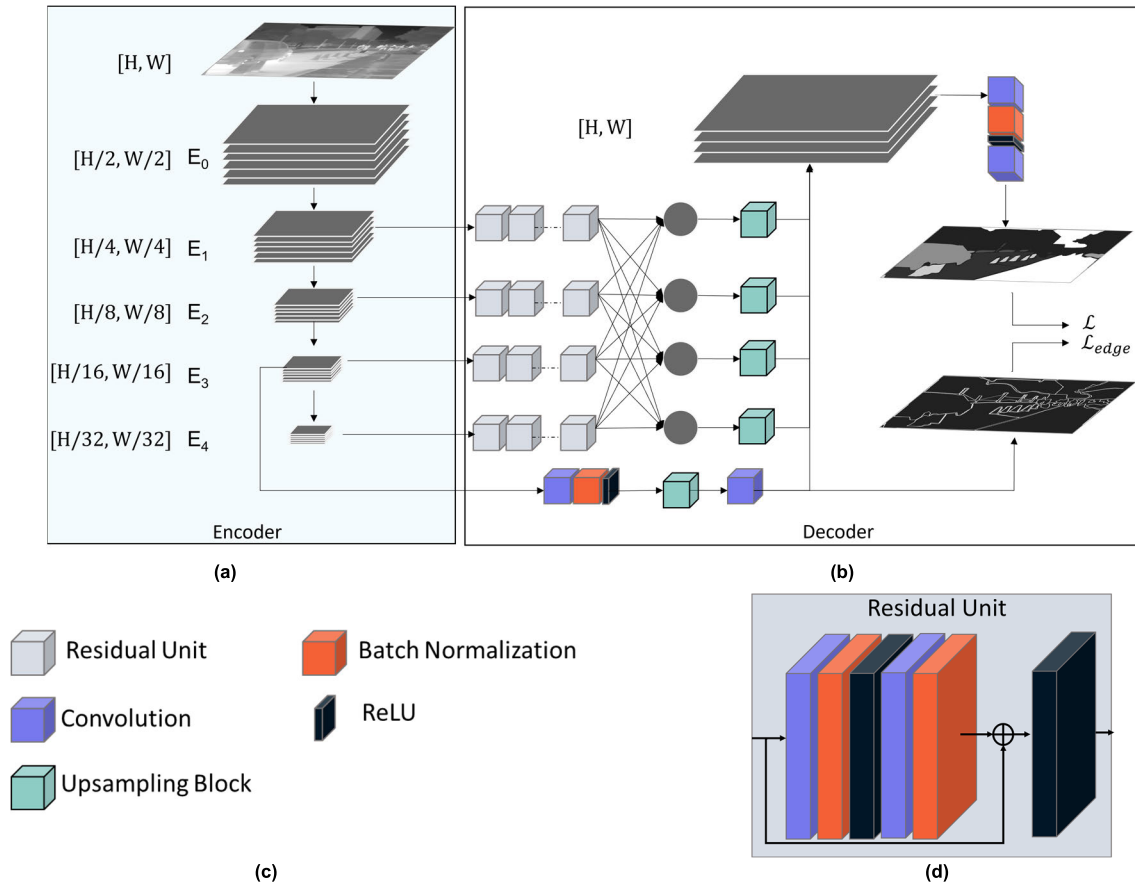 [H, W]
[H/2, W/2] E0
[H/4, W/4] E1
[H/8, W/8] E2
[H/16, W/16] E3
[H/32, W/32] E4
Encoder
(a)
[H, W]
ℒ
ℒedge
Decoder
(b)
Residual Unit
Batch Normalization
Convolution
ReLU
Upsampling Block
(c)
Residual Unit
(d)